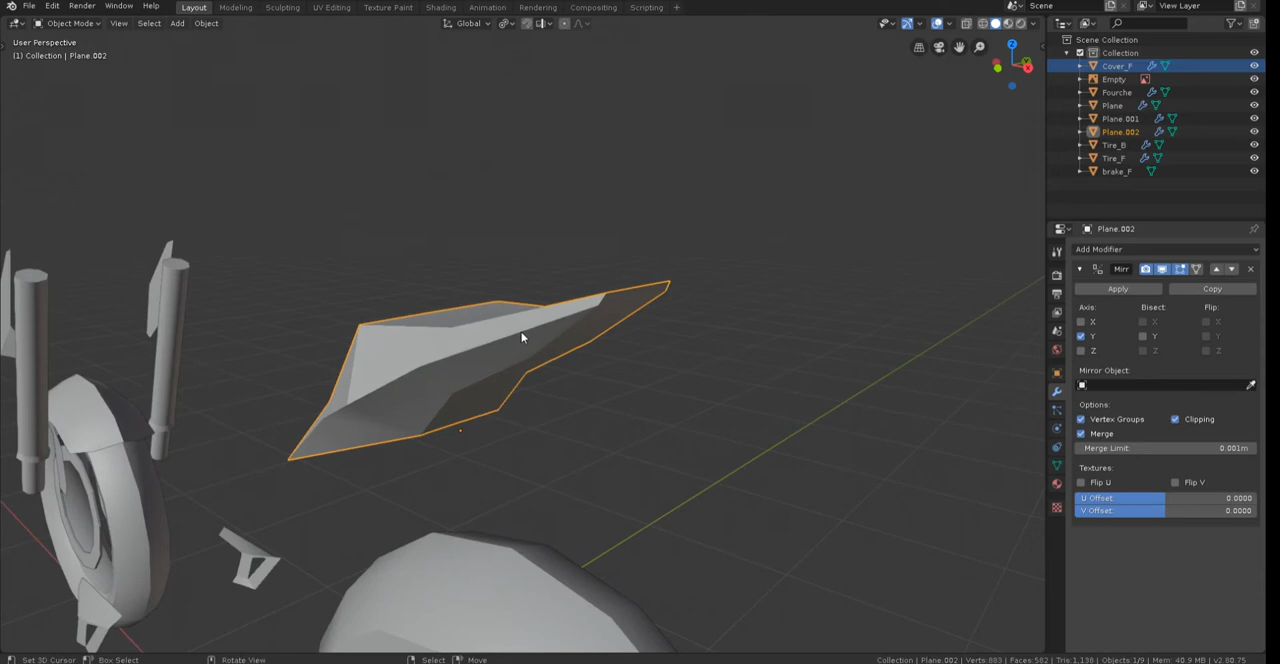 File Edit Render Window Help Layout Modeling Sculpting UV Editing Texture Paint Shading Animation Rendering Compositing Scripting + Scene View Layer
Object Mode View Select Add Object Global
User Perspective
(1) Collection | Plane.002
Z
Y
X
Scene Collection
Collection
Cover_F
Empty
Fourche
Plane
Plane.001
Plane.002
Tire_B
Tire_F
brake_F
Plane.002
Add Modifier
Mirr
Apply Copy
Axis: Bisect: Flip:
X X X
Y Y Y
Z Z Z
Mirror Object:
Options:
Vertex Groups Clipping
Merge
Merge Limit: 0.001m
Textures:
Flip U Flip V
U Offset: 0.0000
V Offset: 0.0000
Set 3D Cursor Box Select Rotate View Select Move Collection | Plane.002 | Verts:883 | Faces:582 | Tris:1,138 | Objects:1/9 | Mem: 40.9 MB | v2.80.75